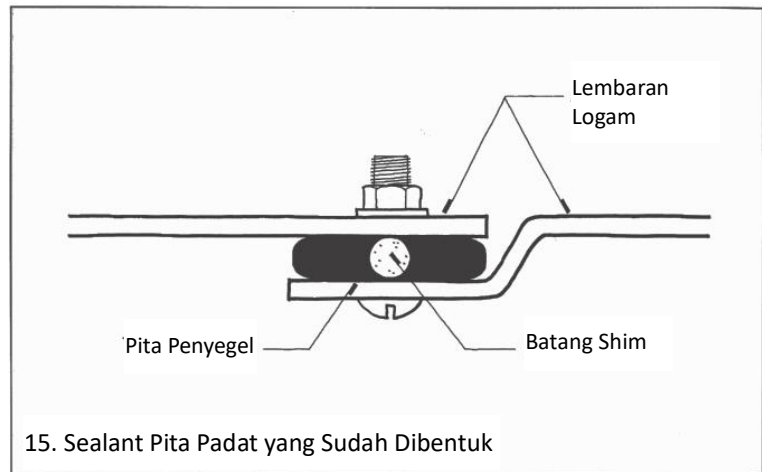 Lembaran
Logam
Pita Penyegel
Batang Shim
15. Sealant Pita Padat yang Sudah Dibentuk